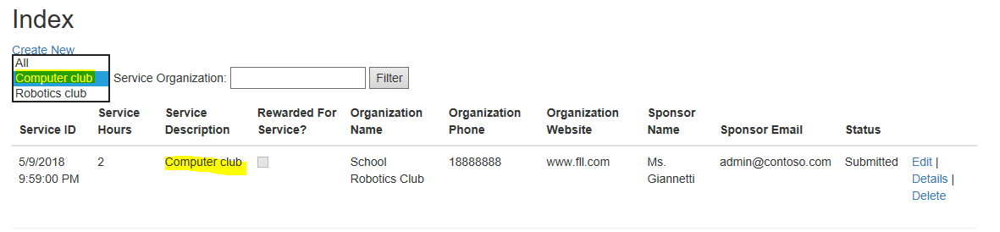 Index
Create New
All
Computer club
Robotics club
Service Organization: Filter
Service ID Service Hours Service Description Rewarded For Service? Organization Name Organization Phone Organization Website Sponsor Name Sponsor Email Status
5/9/2018 9:59:00 PM 2 Computer club School Robotics Club 18888888 www.fll.com Ms. Giannetti admin@contoso.com Submitted Edit | Details | Delete